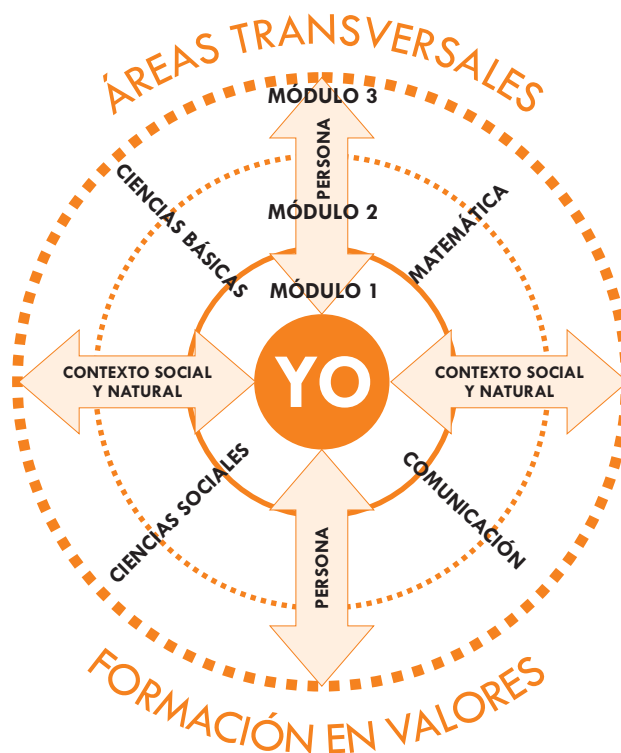 ÁREAS TRANSVERSALES
MÓDULO 3
PERSONA
CIENCIAS BÁSICAS
MÓDULO 2
MATEMÁTICA
MÓDULO 1
CONTEXTO SOCIAL
Y NATURAL
YO
CONTEXTO SOCIAL
Y NATURAL
CIENCIAS SOCIALES
COMUNICACIÓN
PERSONA
FORMACIÓN EN VALORES